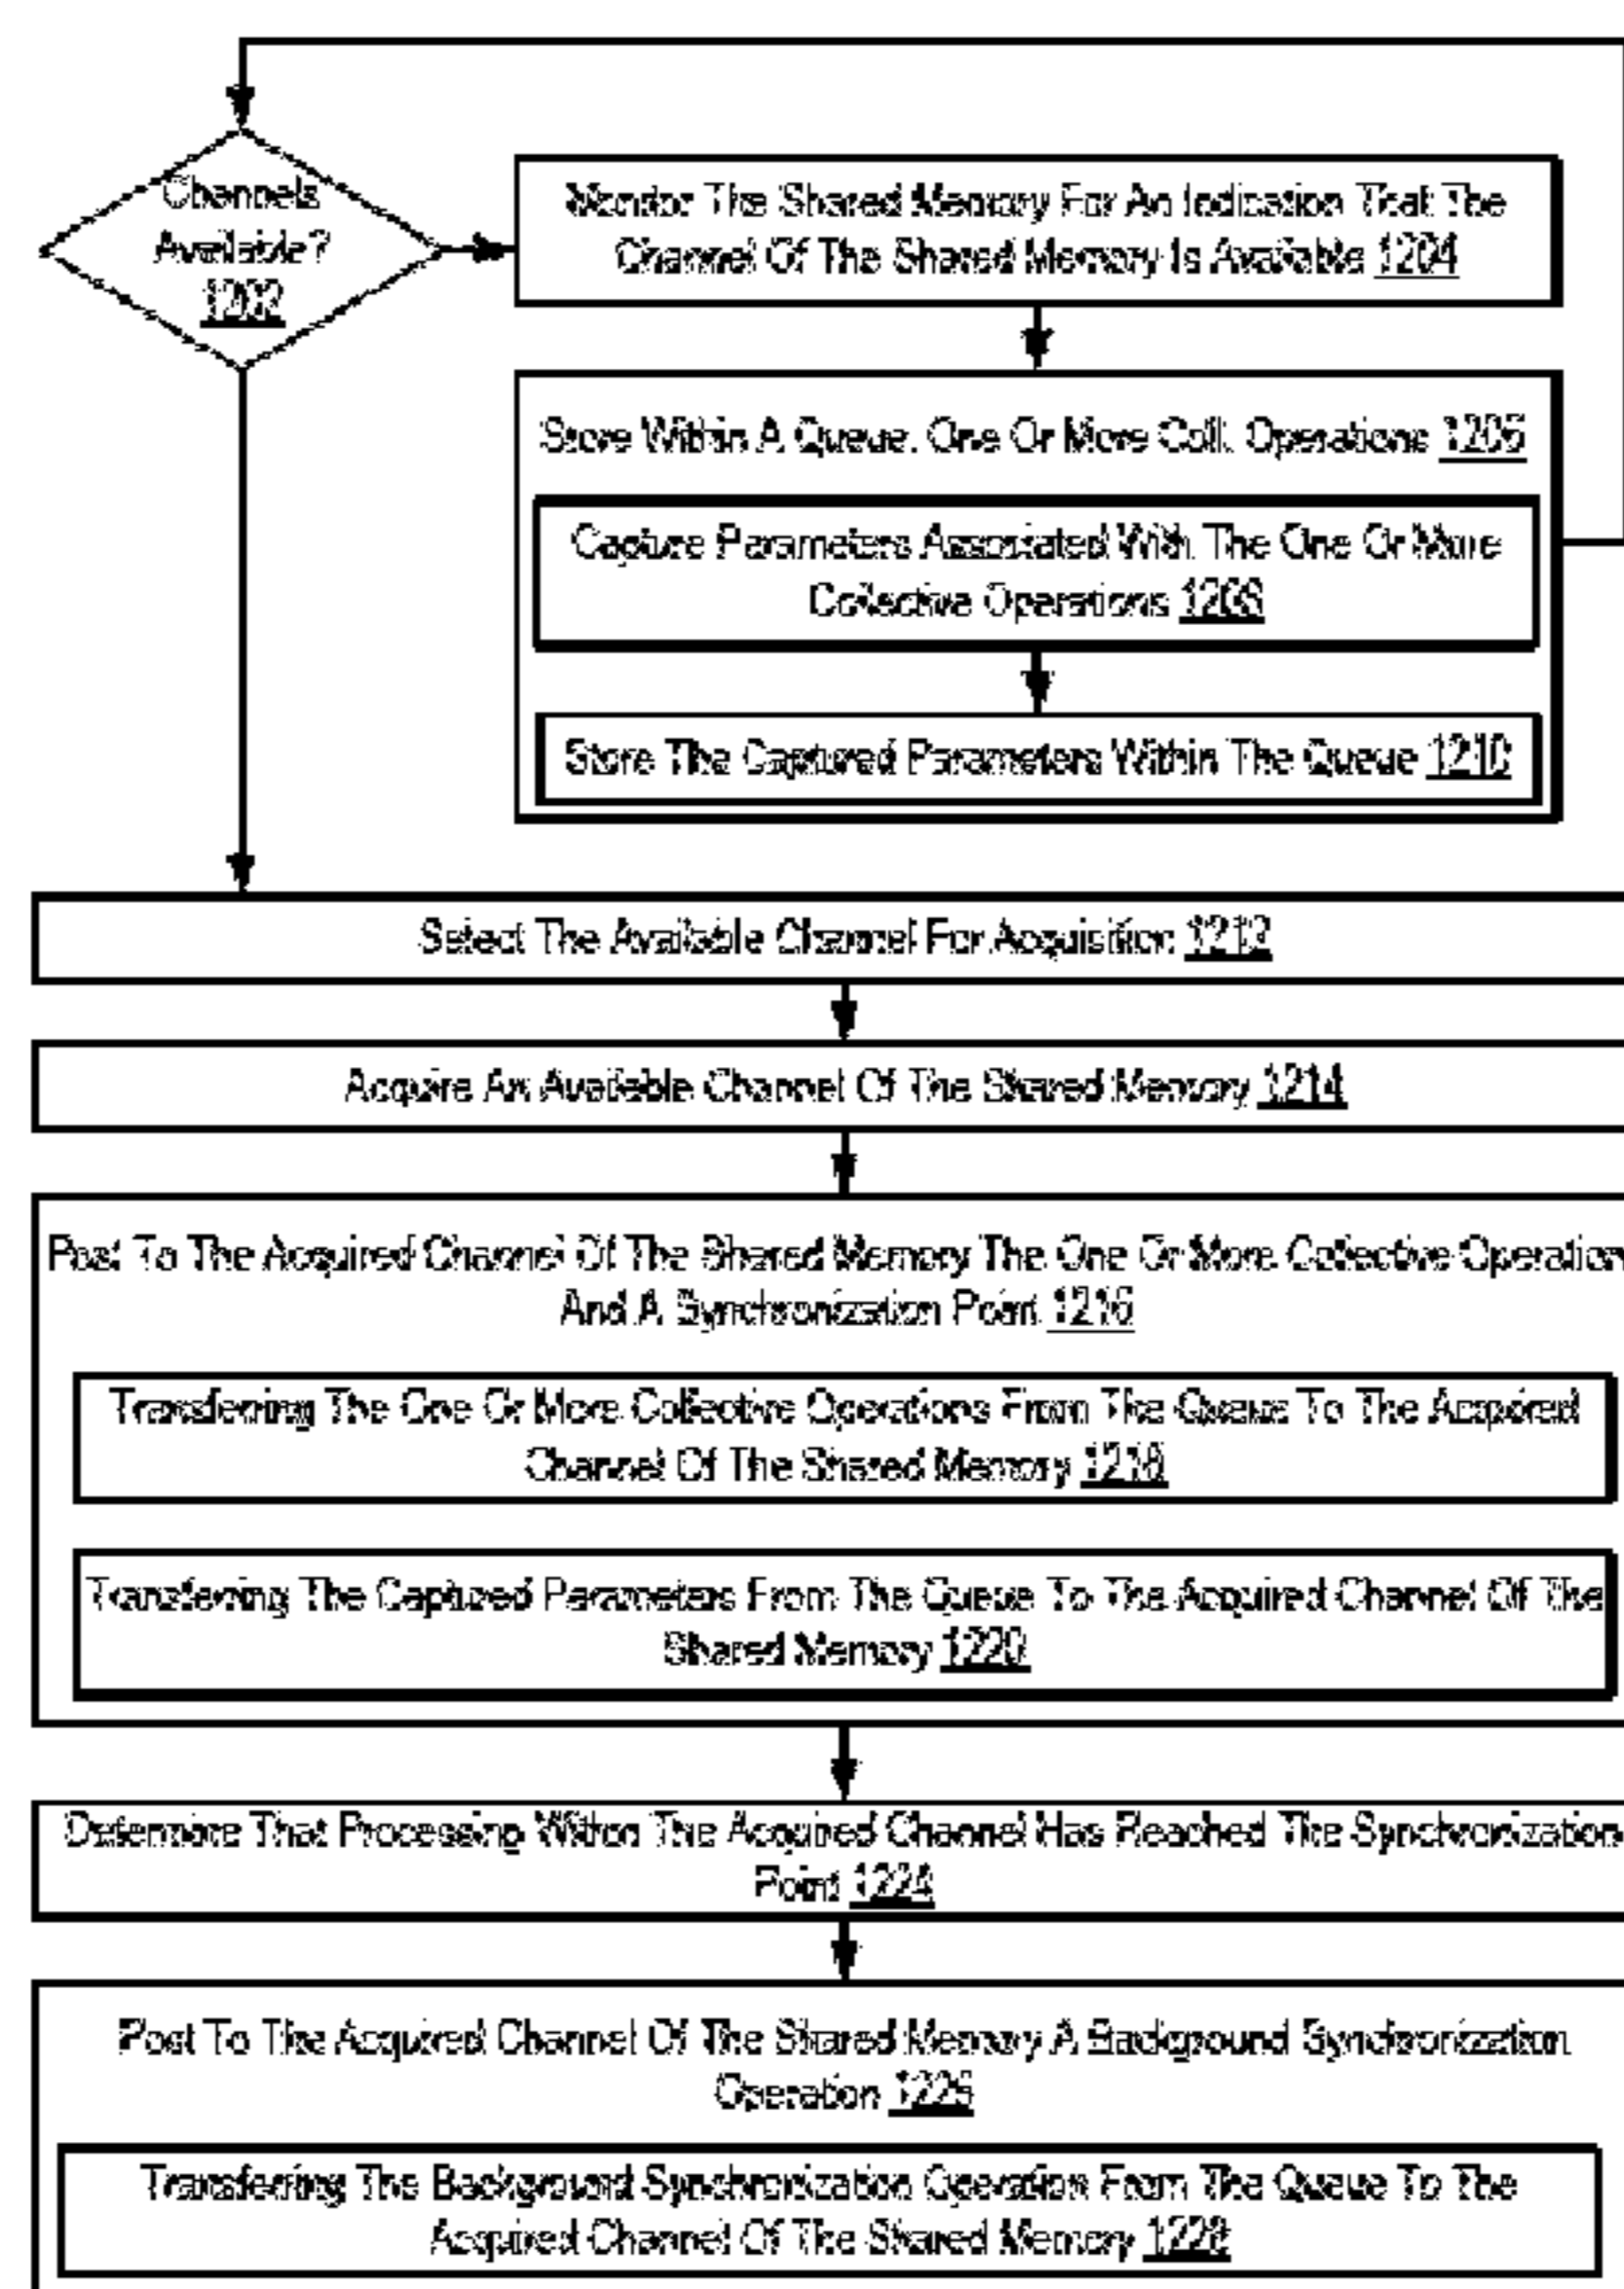 Channels
Available?
1202
Monitor The Shared Memory For An Indication That The
Channel Of The Shared Memory Is Available 1204
Store Within A Queue, One Or More Coll. Operations 1206
Capture Parameters Associated With The One Or More
Collective Operations 1208
Store The Captured Parameters Within The Queue 1210
Select The Available Channel For Acquisition 1212
Acquire An Available Channel Of The Shared Memory 1214
Post To The Acquired Channel Of The Shared Memory The One Or More Collective Operation
And A Synchronization Point 1216
Transferring The One Or More Collective Operations From The Queue To The Acquired
Channel Of The Shared Memory 1218
Transferring The Captured Parameters From The Queue To The Acquired Channel Of The
Shared Memory 1220
Determine That Processing Within The Acquired Channel Has Reached The Synchronization
Point 1224
Post To The Acquired Channel Of The Shared Memory A Background Synchronization
Operation 1226
Transferring The Background Synchronization Operation From The Queue To The
Acquired Channel Of The Shared Memory 1228